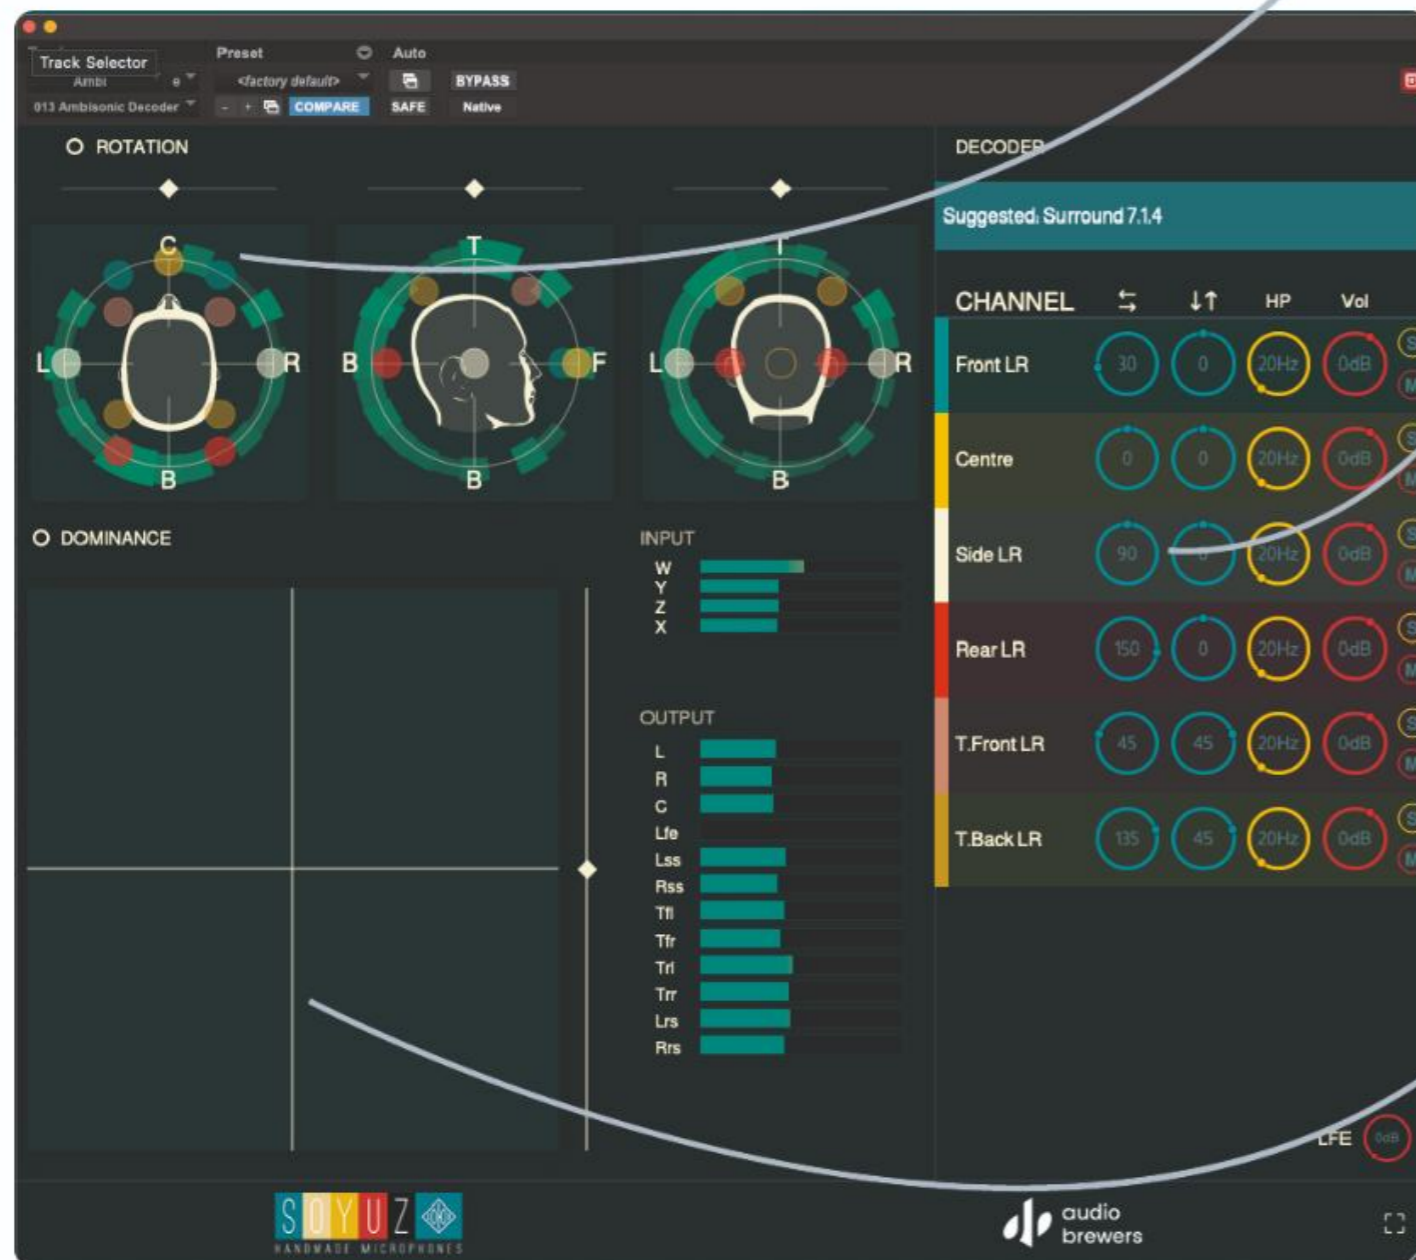 Track Selector
Preset
Auto
Ambi
e
<factory default>
BYPASS
013 Ambisonic Decoder
- + COMPARE
SAFE
Native
ROTATION
DECODER
Suggested: Surround 7.1.4
C
L R
B
T
B F
B
T
L R
B
CHANNEL HP Vol
Front LR 30 0 20Hz 0dB S
M
Centre 0 0 20Hz 0dB S
M
Side LR 90 0 20Hz 0dB S
M
Rear LR 150 0 20Hz 0dB S
M
T.Front LR 45 45 20Hz 0dB S
M
T.Back LR 135 45 20Hz 0dB S
M
DOMINANCE
INPUT
W
Y
Z
X
OUTPUT
L
R
C
Lfe
Lss
Rss
Tfl
Tfr
Trl
Trr
Lrs
Rrs
LFE 0dB
SOYUZ
HANDMADE MICROPHONES
audio
brewers